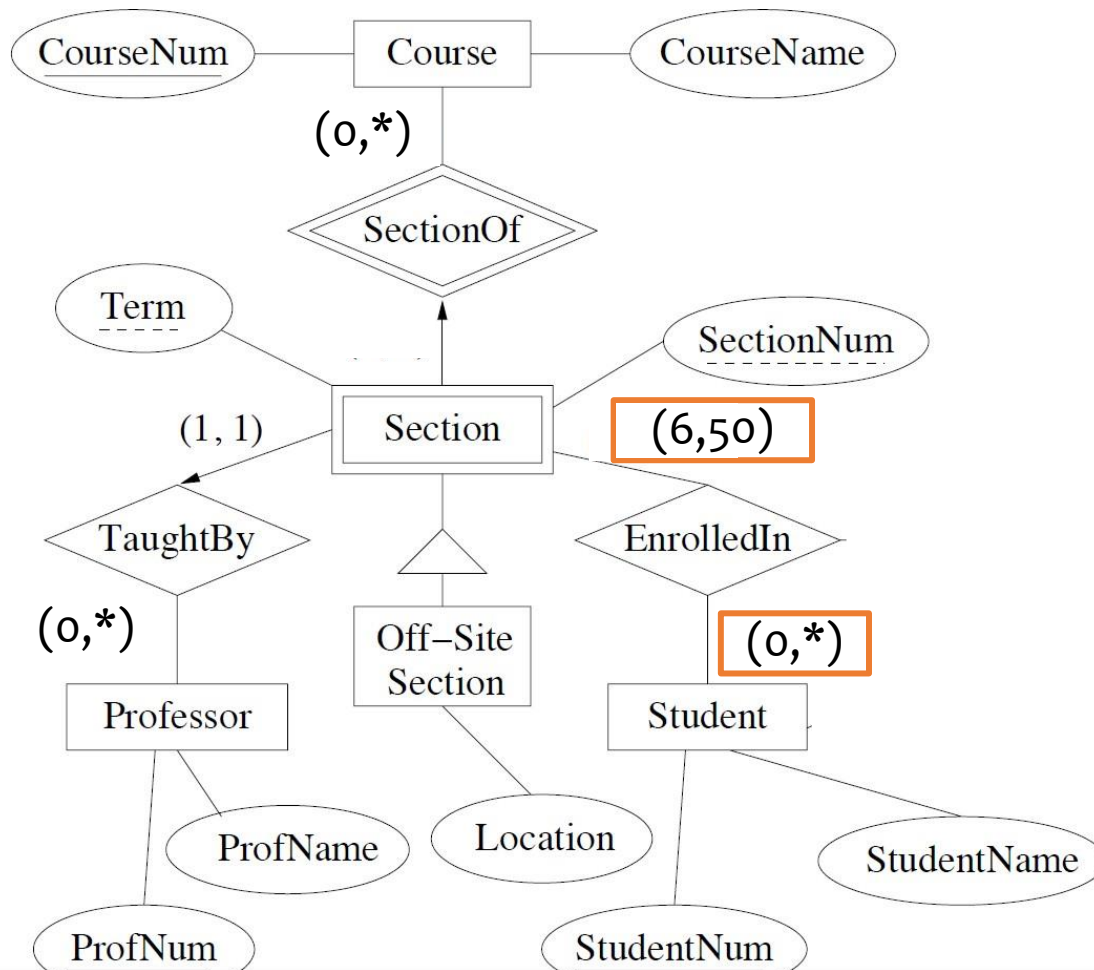 CourseNum
Course
CourseName
(0,*)
SectionOf
Term
SectionNum
(1, 1)
Section
(6,50)
TaughtBy
EnrolledIn
(0,*)
Off-Site
Section
(0,*)
Professor
Student
ProfName
Location
StudentName
ProfNum
StudentNum